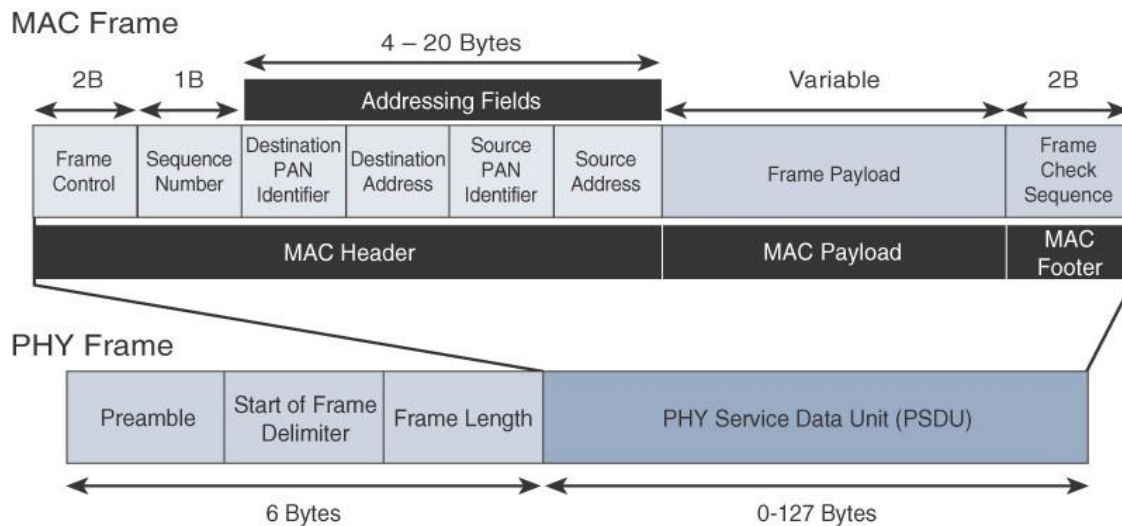 MAC Frame
4 – 20 Bytes
2B
1B
Addressing Fields
Variable
2B
Frame
Control
Sequence
Number
Destination
PAN
Identifier
Destination
Address
Source
PAN
Identifier
Source
Address
Frame Payload
Frame
Check
Sequence
MAC Header
MAC Payload
MAC
Footer
PHY Frame
Preamble
Start of Frame
Delimiter
Frame Length
PHY Service Data Unit (PSDU)
6 Bytes
0-127 Bytes